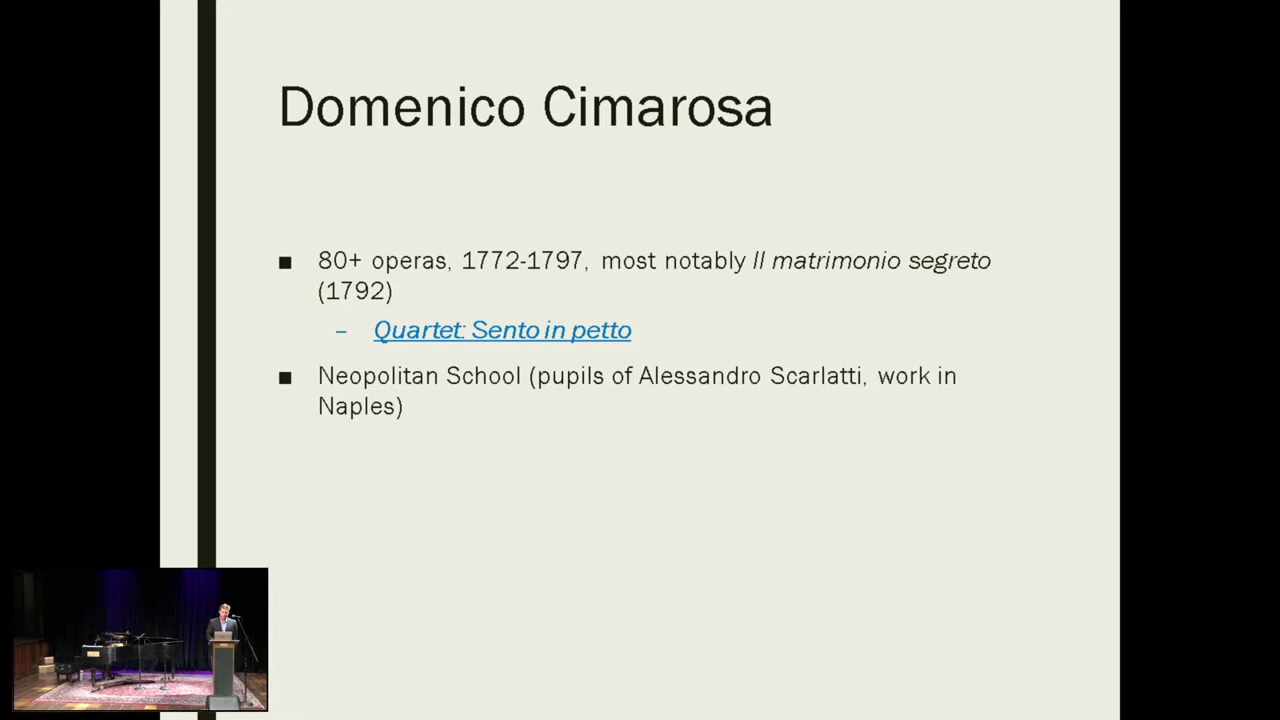 Domenico Cimarosa
■ 80+ operas, 1772-1797, most notably Il matrimonio segreto
(1792)
– Quartet: Sento in petto
■ Neopolitan School (pupils of Alessandro Scarlatti, work in
Naples)